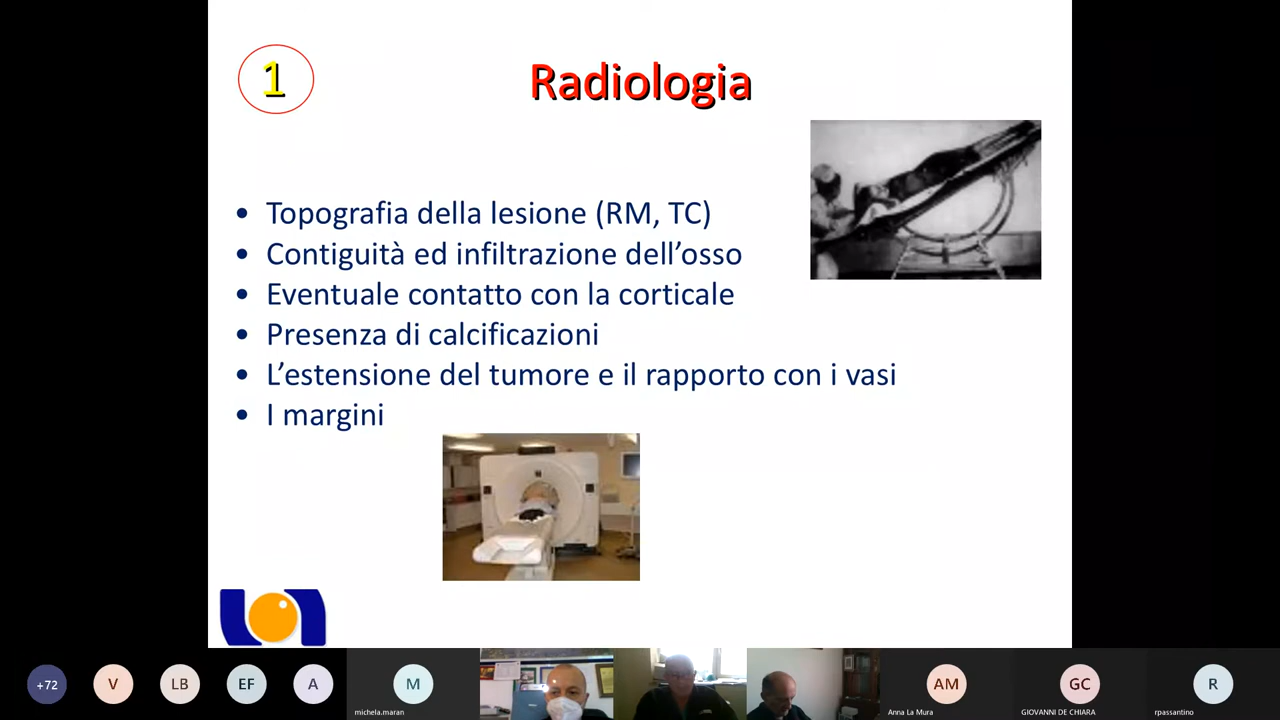 1
Radiologia
• Topografia della lesione (RM, TC)
• Contiguità ed infiltrazione dell’osso
• Eventuale contatto con la corticale
• Presenza di calcificazioni
• L’estensione del tumore e il rapporto con i vasi
• I margini
+72
V
LB
EF
A
M
michela.maran
AM
Anna La Mura
GC
GIOVANNI DE CHIARA
R
rpassantino